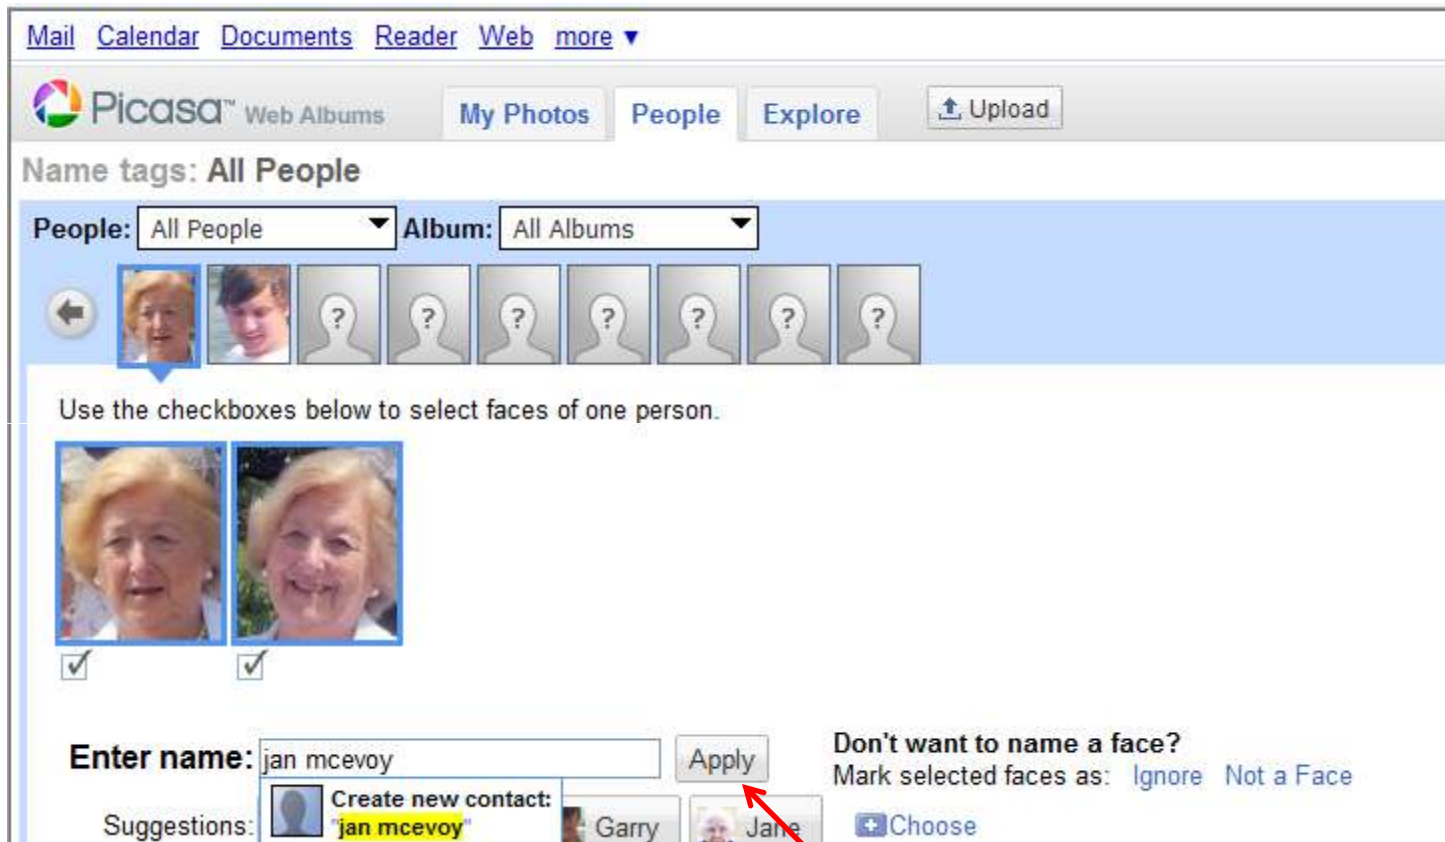 Mail Calendar Documents Reader Web more ▼
Picasa™ Web Albums My Photos People Explore Upload
Name tags: All People
People: All People Album: All Albums
? ? ? ? ? ? ?
Use the checkboxes below to select faces of one person.
Enter name: jan mcevoy Apply Don't want to name a face?
Mark selected faces as: Ignore Not a Face
Create new contact:
Suggestions: "jan mcevoy" Garry Jane Choose